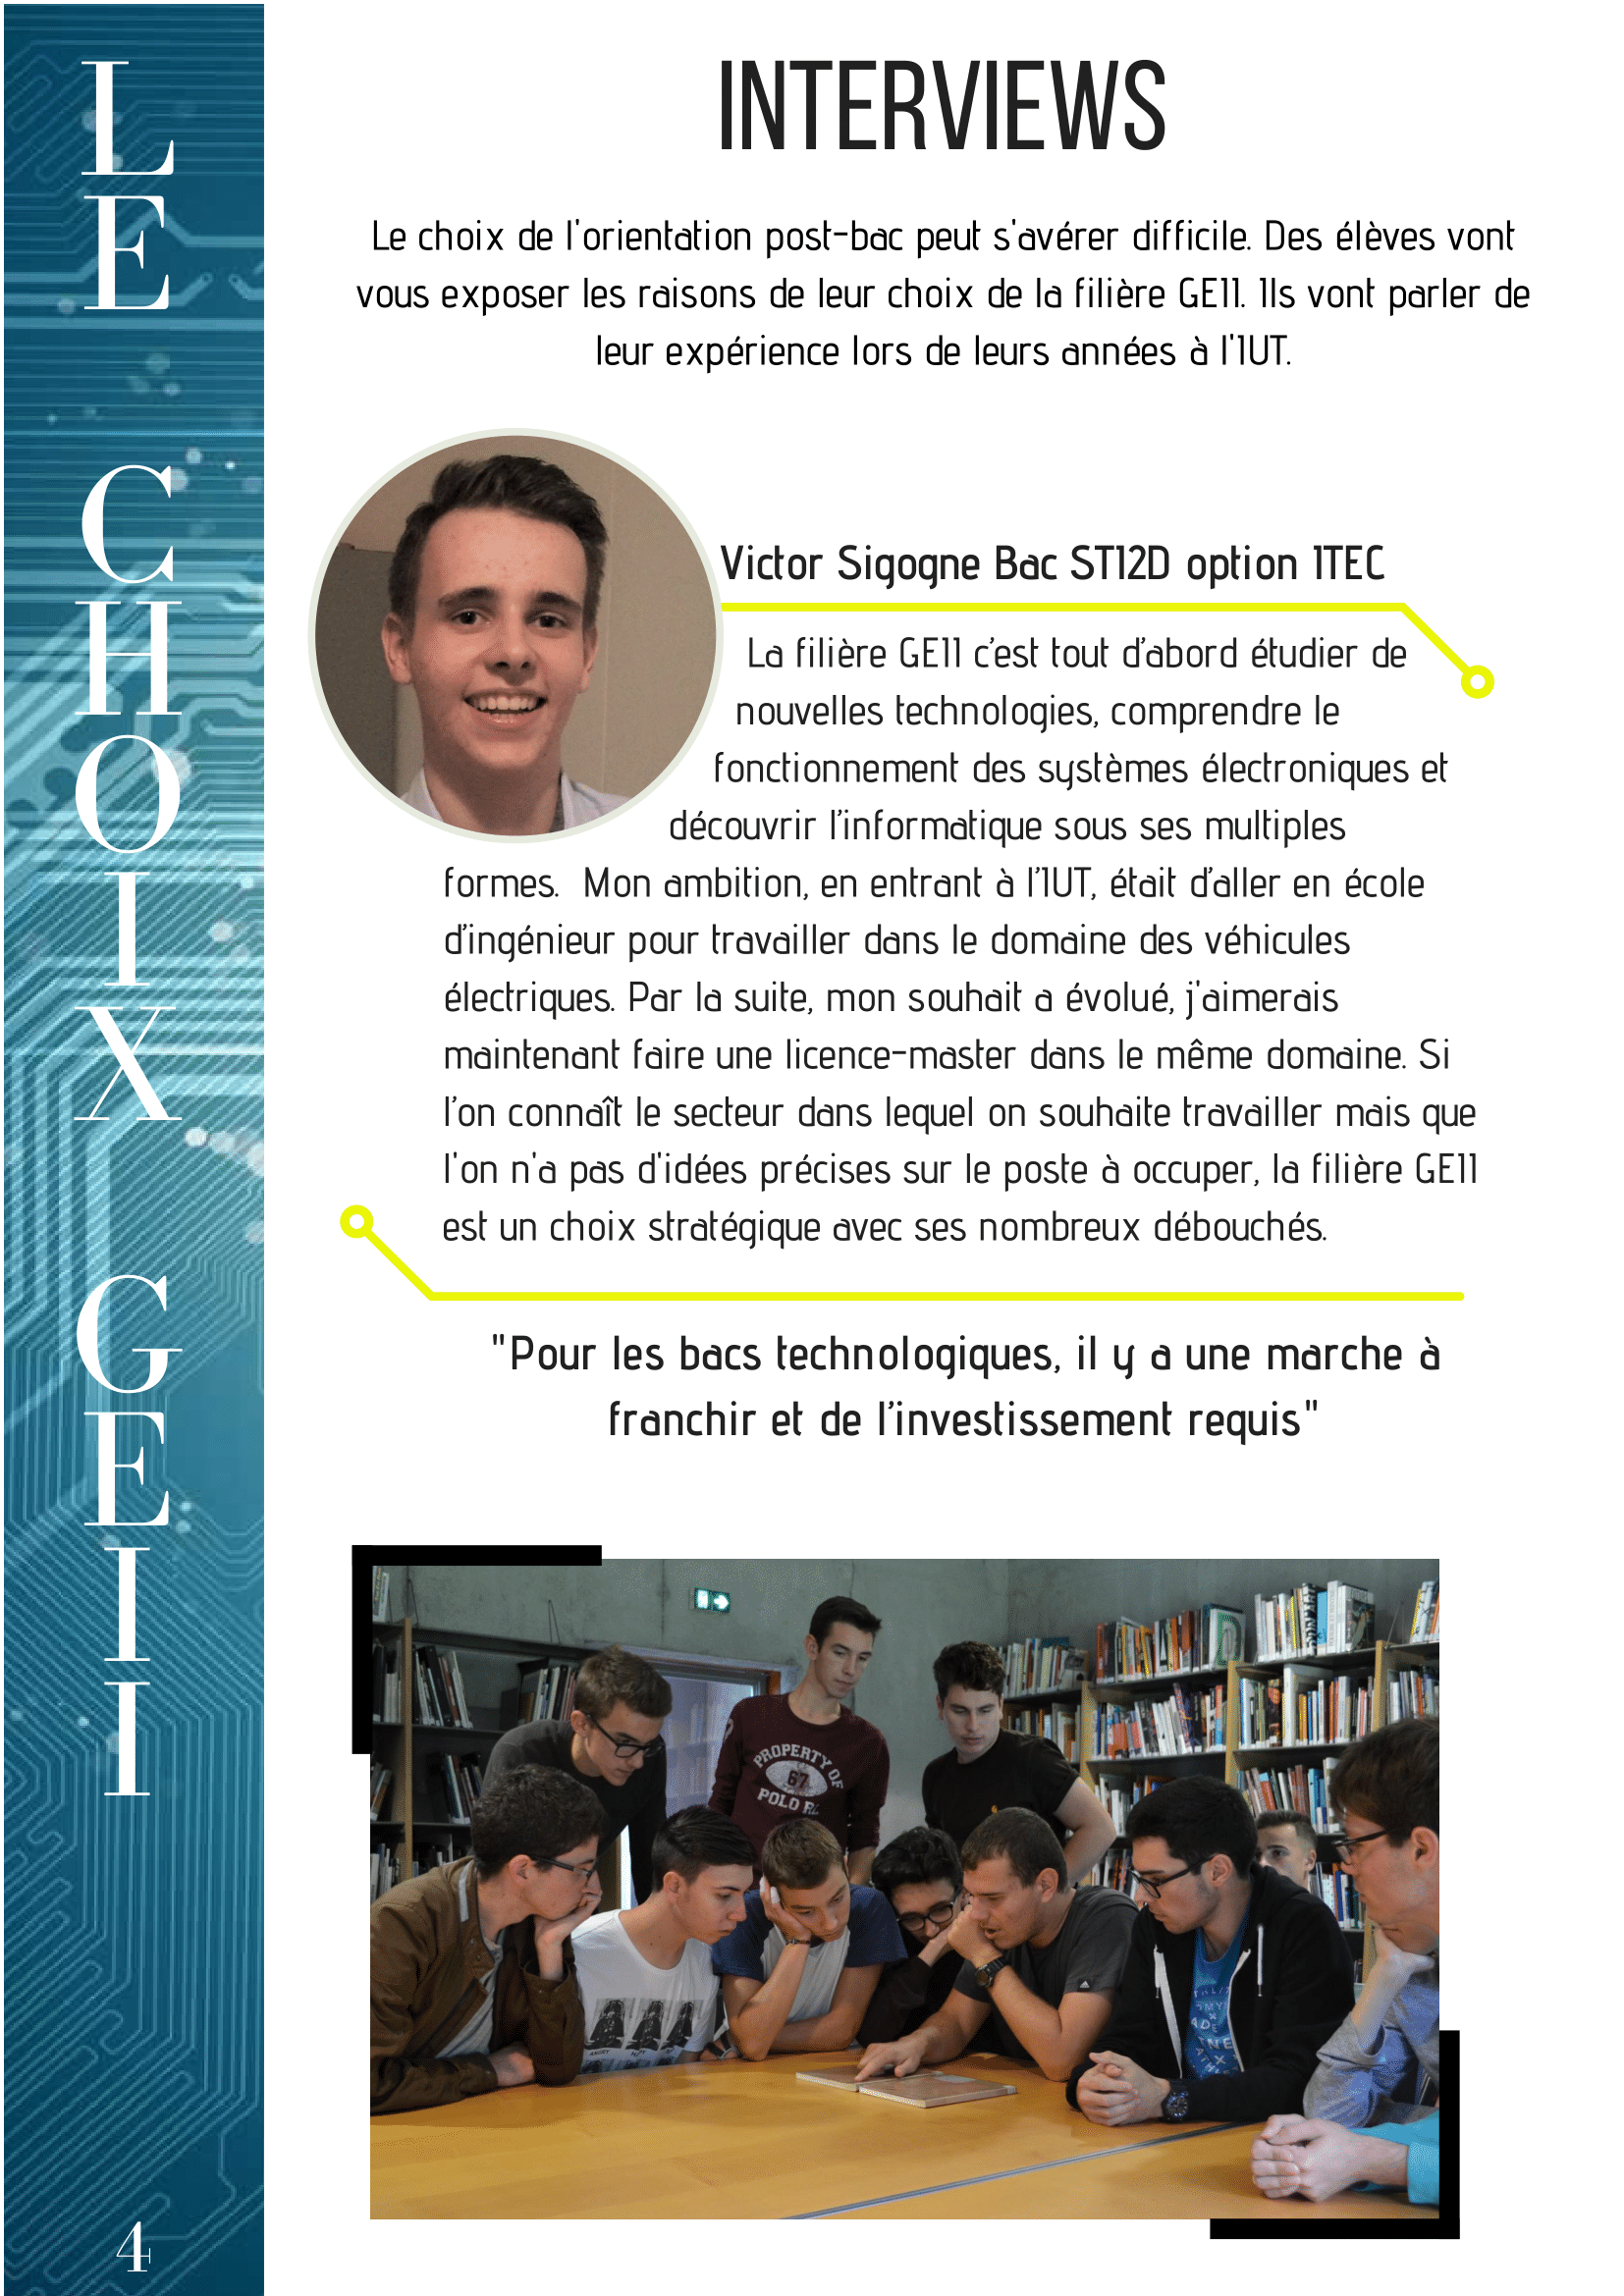 LE CHOIX GEII
INTERVIEWS
Le choix de l'orientation post-bac peut s'avérer difficile. Des élèves vont
vous exposer les raisons de leur choix de la filière GEII. Ils vont parler de
leur expérience lors de leurs années à l'IUT.
Victor Sigogne Bac STI2D option ITEC
La filière GEII c’est tout d’abord étudier de
nouvelles technologies, comprendre le
fonctionnement des systèmes électroniques et
découvrir l’informatique sous ses multiples
formes.  Mon ambition, en entrant à l’IUT, était d’aller en école
d’ingénieur pour travailler dans le domaine des véhicules
électriques. Par la suite, mon souhait a évolué, j'aimerais
maintenant faire une licence-master dans le même domaine. Si
l’on connaît le secteur dans lequel on souhaite travailler mais que
l'on n'a pas d'idées précises sur le poste à occuper, la filière GEII
est un choix stratégique avec ses nombreux débouchés.
"Pour les bacs technologiques, il y a une marche à
franchir et de l’investissement requis"
PROPERTY OF
67
POLO
adidas
4